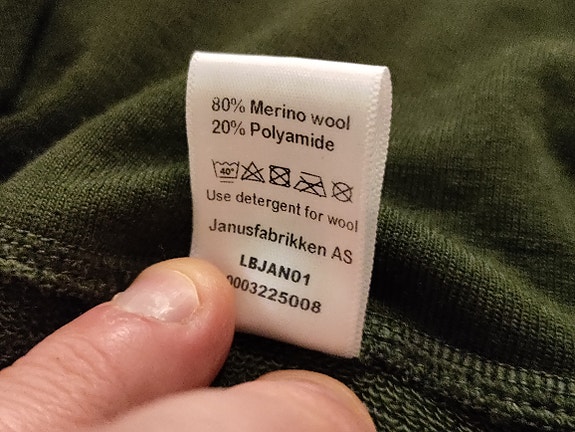 80% Merino wool
20% Polyamide
40°
Use detergent for wool
Janusfabrikken AS
LBJAN01
0003225008